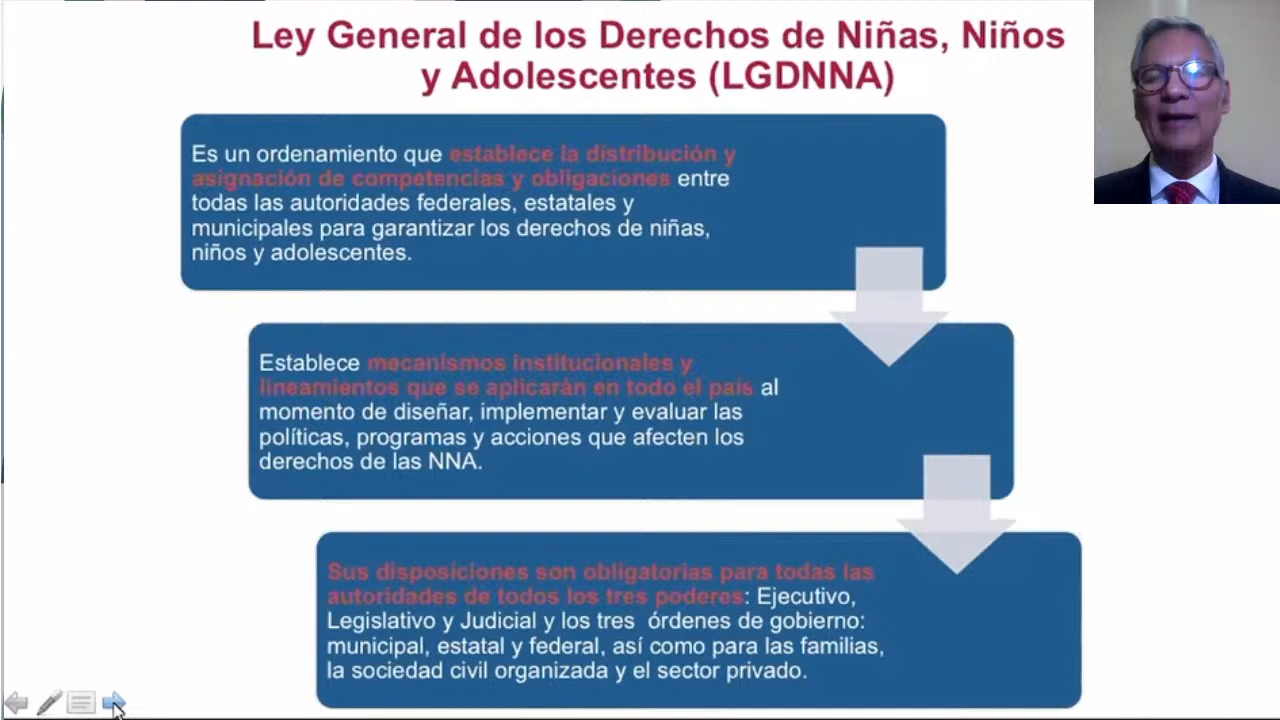 Ley General de los Derechos de Niñas, Niños
y Adolescentes (LGDNNA)
Es un ordenamiento que establece la distribución y
asignación de competencias y obligaciones entre
todas las autoridades federales, estatales y
municipales para garantizar los derechos de niñas,
niños y adolescentes.
Establece mecanismos institucionales y
lineamientos que se aplicarán en todo el país al
momento de diseñar, implementar y evaluar las
políticas, programas y acciones que afecten los
derechos de las NNA.
Sus disposiciones son obligatorias para todas las
autoridades de todos los tres poderes: Ejecutivo,
Legislativo y Judicial y los tres órdenes de gobierno:
municipal, estatal y federal, así como para las familias,
la sociedad civil organizada y el sector privado.